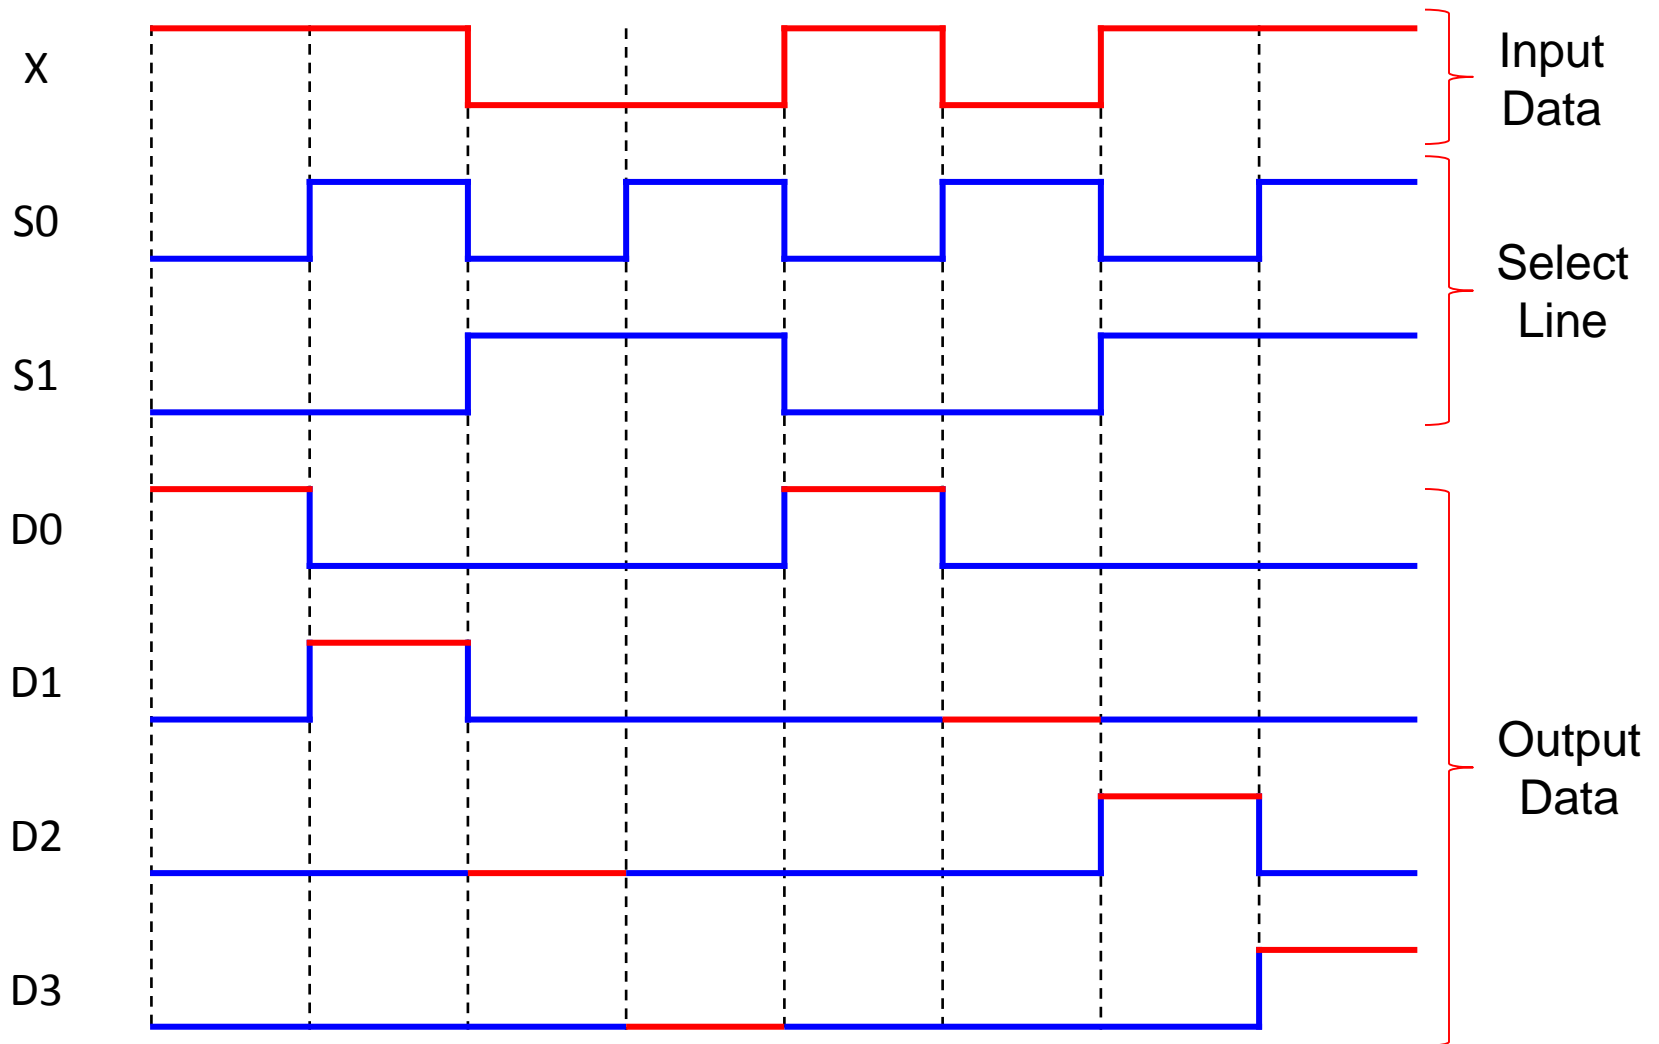 X
Input
Data
S0
Select
Line
S1
D0
D1
Output
Data
D2
D3